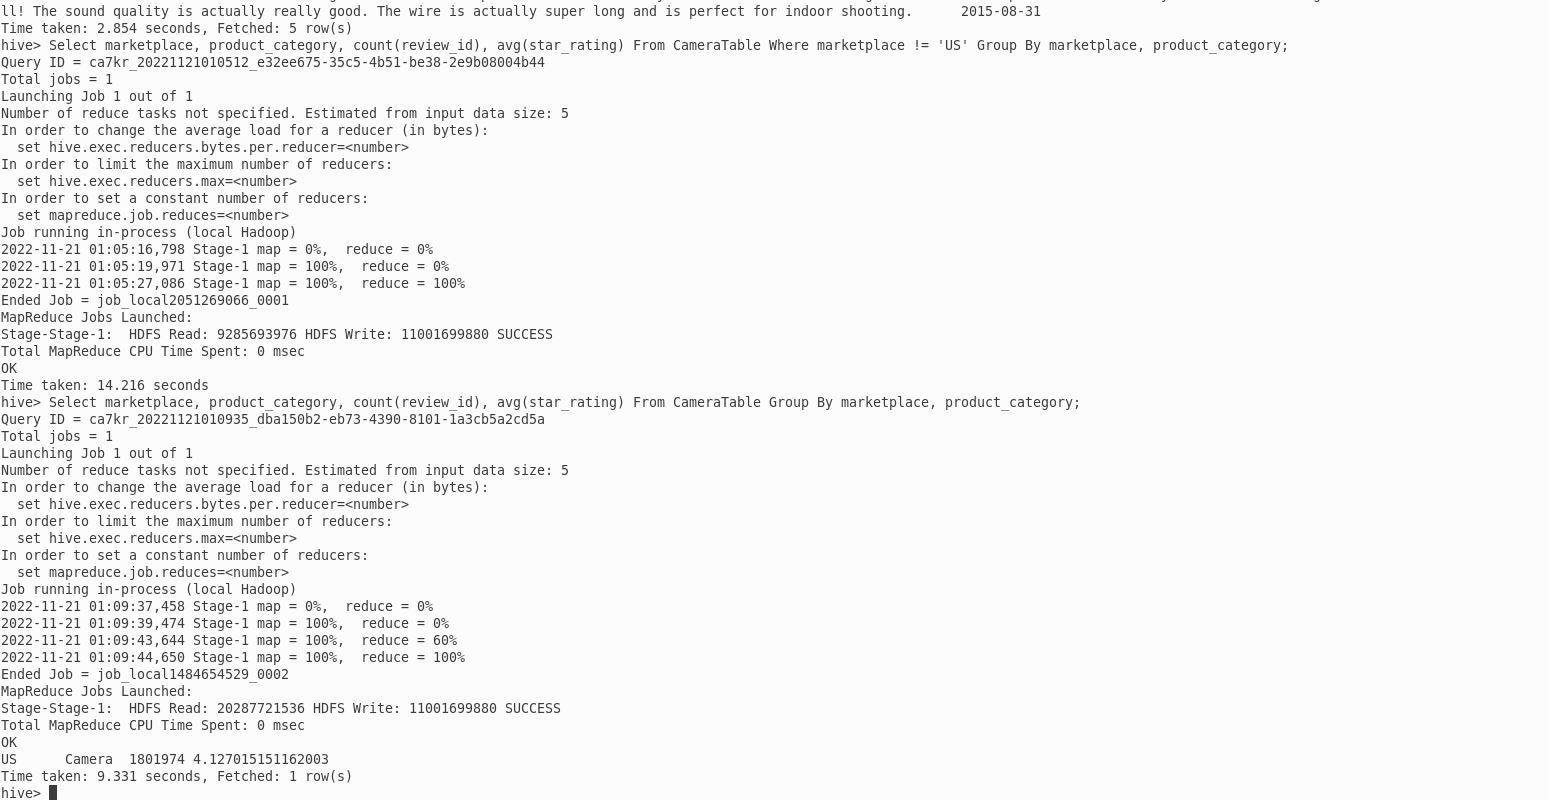 ll! The sound quality is actually really good. The wire is actually super long and is perfect for indoor shooting.      2015-08-31
Time taken: 2.854 seconds, Fetched: 5 row(s)
hive> Select marketplace, product_category, count(review_id), avg(star_rating) From CameraTable Where marketplace != 'US' Group By marketplace, product_category;
Query ID = ca7kr_20221121010512_e32ee675-35c5-4b51-be38-2e9b08004b44
Total jobs = 1
Launching Job 1 out of 1
Number of reduce tasks not specified. Estimated from input data size: 5
In order to change the average load for a reducer (in bytes):
  set hive.exec.reducers.bytes.per.reducer=<number>
In order to limit the maximum number of reducers:
  set hive.exec.reducers.max=<number>
In order to set a constant number of reducers:
  set mapreduce.job.reduces=<number>
Job running in-process (local Hadoop)
2022-11-21 01:05:16,798 Stage-1 map = 0%,  reduce = 0%
2022-11-21 01:05:19,971 Stage-1 map = 100%,  reduce = 0%
2022-11-21 01:05:27,086 Stage-1 map = 100%,  reduce = 100%
Ended Job = job_local2051269066_0001
MapReduce Jobs Launched:
Stage-Stage-1:  HDFS Read: 9285693976 HDFS Write: 11001699880 SUCCESS
Total MapReduce CPU Time Spent: 0 msec
OK
Time taken: 14.216 seconds
hive> Select marketplace, product_category, count(review_id), avg(star_rating) From CameraTable Group By marketplace, product_category;
Query ID = ca7kr_20221121010935_dba150b2-eb73-4390-8101-1a3cb5a2cd5a
Total jobs = 1
Launching Job 1 out of 1
Number of reduce tasks not specified. Estimated from input data size: 5
In order to change the average load for a reducer (in bytes):
  set hive.exec.reducers.bytes.per.reducer=<number>
In order to limit the maximum number of reducers:
  set hive.exec.reducers.max=<number>
In order to set a constant number of reducers:
  set mapreduce.job.reduces=<number>
Job running in-process (local Hadoop)
2022-11-21 01:09:37,458 Stage-1 map = 0%,  reduce = 0%
2022-11-21 01:09:39,474 Stage-1 map = 100%,  reduce = 0%
2022-11-21 01:09:43,644 Stage-1 map = 100%,  reduce = 60%
2022-11-21 01:09:44,650 Stage-1 map = 100%,  reduce = 100%
Ended Job = job_local1484654529_0002
MapReduce Jobs Launched:
Stage-Stage-1:  HDFS Read: 20287721536 HDFS Write: 11001699880 SUCCESS
Total MapReduce CPU Time Spent: 0 msec
OK
US      Camera  1801974 4.127015151162003
Time taken: 9.331 seconds, Fetched: 1 row(s)
hive>